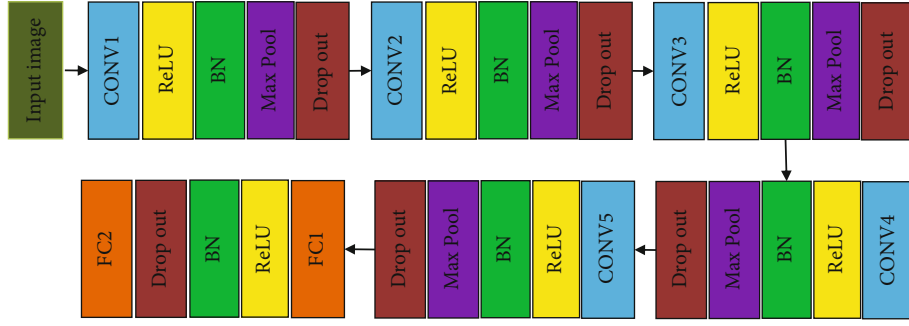 Input image
CONV1
ReLU
BN
Max Pool
Drop out
CONV2
ReLU
BN
Max Pool
Drop out
CONV3
ReLU
BN
Max Pool
Drop out
CONV4
ReLU
BN
Max Pool
Drop out
CONV5
ReLU
BN
Max Pool
Drop out
FC1
ReLU
BN
Drop out
FC2